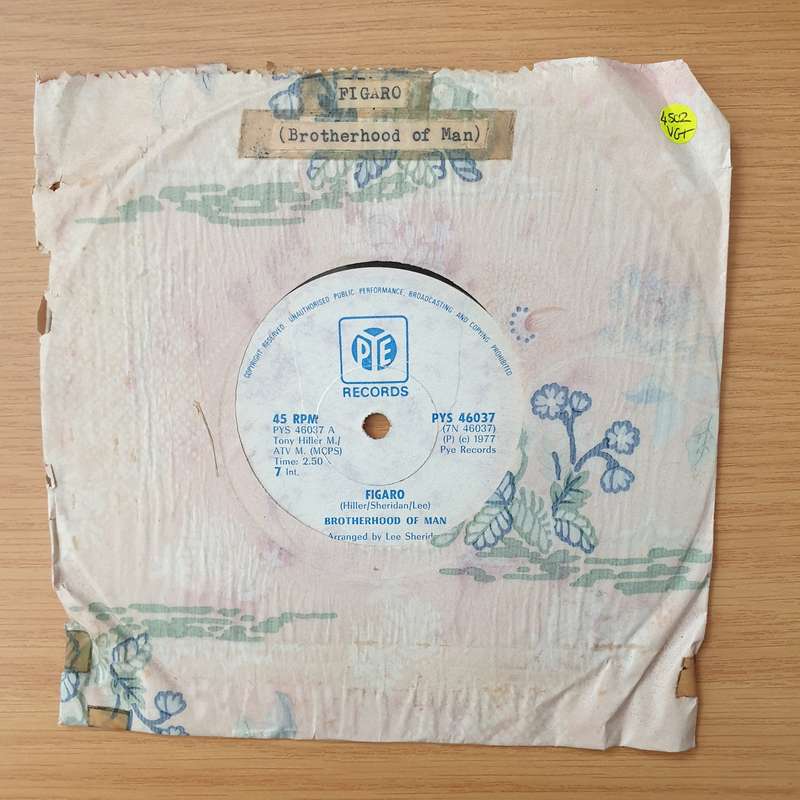 FIGARO
(Brotherhood of Man)
4502
VG+
COPYRIGHT RESERVED. UNAUTHORISED PUBLIC PERFORMANCE, BROADCASTING AND COPYING PROHIBITED
PYE
RECORDS
45 RPM
PYS 46037 A
Tony Hiller M./
ATV M. (MCPS)
Time: 2.50
7 Int.
PYS 46037
(7N 46037)
(P) (c) 1977
Pye Records
FIGARO
(Hiller/Sheridan/Lee)
BROTHERHOOD OF MAN
Arranged by Lee Sherid